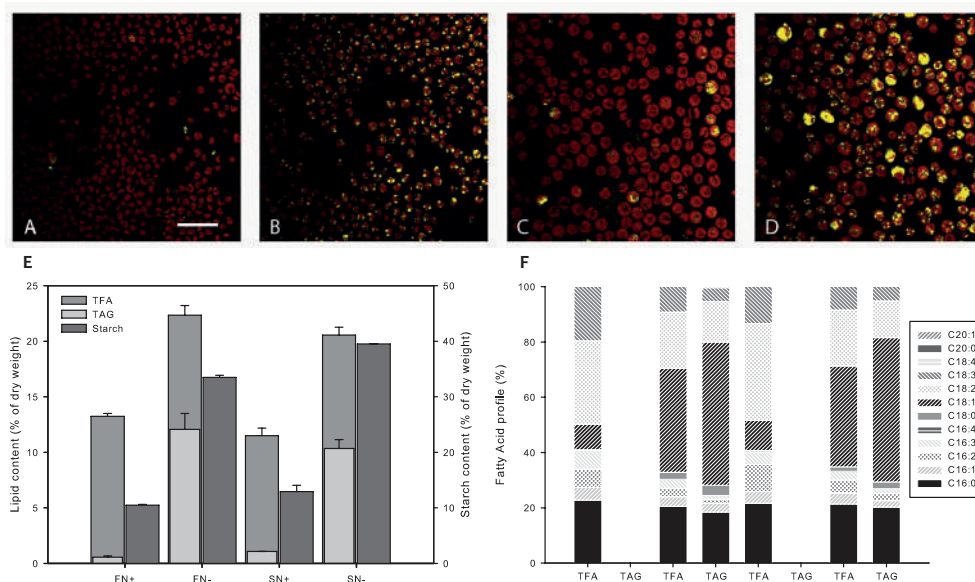 A
B
C
D
E
F
25
20
15
10
5
0
Lipid content (% of dry weight)
TFA
TAG
Starch
50
40
30
20
10
0
Starch content (% of dry weight)
FN+ FN- SN+ SN-
100
80
60
40
20
0
Fatty Acid profile (%)
TFA TAG TFA TAG TFA TAG TFA TAG
C20:1
C20:0
C18:4
C18:3
C18:2
C18:1
C18:0
C16:4
C16:3
C16:2
C16:1
C16:0